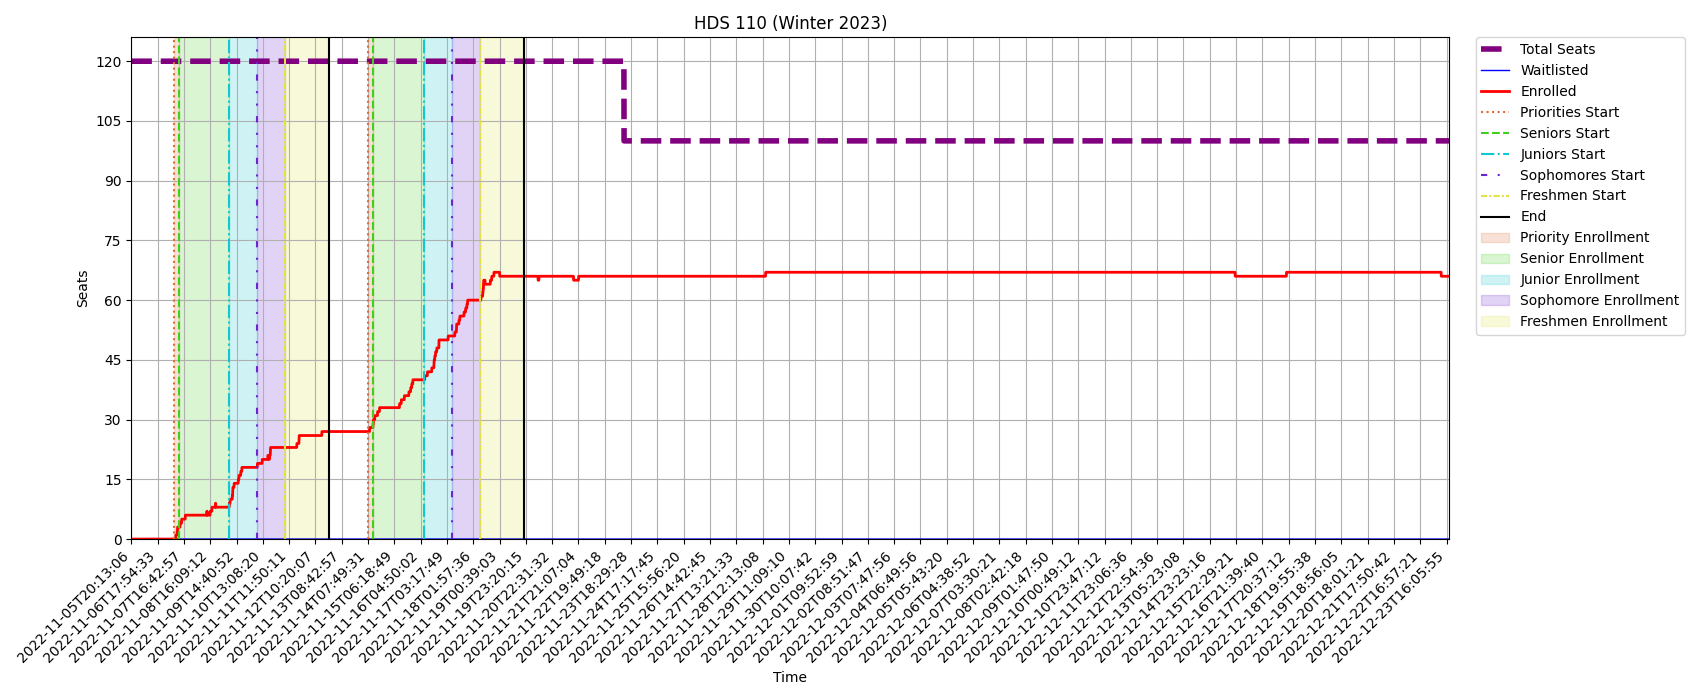 HDS 110 (Winter 2023)
Seats
120
105
90
75
60
45
30
15
0
2022-11-05T20:13:06
2022-11-06T17:54:33
2022-11-07T16:42:57
2022-11-08T16:09:12
2022-11-09T14:40:52
2022-11-10T13:08:20
2022-11-11T11:50:11
2022-11-12T10:20:07
2022-11-13T08:42:57
2022-11-14T07:49:31
2022-11-15T06:18:49
2022-11-16T04:50:02
2022-11-17T03:17:49
2022-11-18T01:57:36
2022-11-19T00:39:03
2022-11-19T23:20:15
2022-11-20T22:31:32
2022-11-21T21:07:04
2022-11-22T19:49:18
2022-11-23T18:29:28
2022-11-24T17:17:45
2022-11-25T15:56:20
2022-11-26T14:42:45
2022-11-27T13:21:33
2022-11-28T12:13:08
2022-11-29T11:09:10
2022-11-30T10:07:42
2022-12-01T09:52:59
2022-12-02T08:51:47
2022-12-03T07:47:56
2022-12-04T06:49:56
2022-12-05T05:43:20
2022-12-06T04:38:52
2022-12-07T03:30:21
2022-12-08T02:42:18
2022-12-09T01:47:50
2022-12-10T00:49:12
2022-12-10T23:47:12
2022-12-11T23:06:36
2022-12-12T22:54:36
2022-12-13T05:23:08
2022-12-14T23:23:16
2022-12-15T22:29:21
2022-12-16T21:39:40
2022-12-17T20:37:12
2022-12-18T19:55:38
2022-12-19T18:56:05
2022-12-20T18:01:21
2022-12-21T17:50:42
2022-12-22T16:57:21
2022-12-23T16:05:55
Time
Total Seats
Waitlisted
Enrolled
Priorities Start
Seniors Start
Juniors Start
Sophomores Start
Freshmen Start
End
Priority Enrollment
Senior Enrollment
Junior Enrollment
Sophomore Enrollment
Freshmen Enrollment